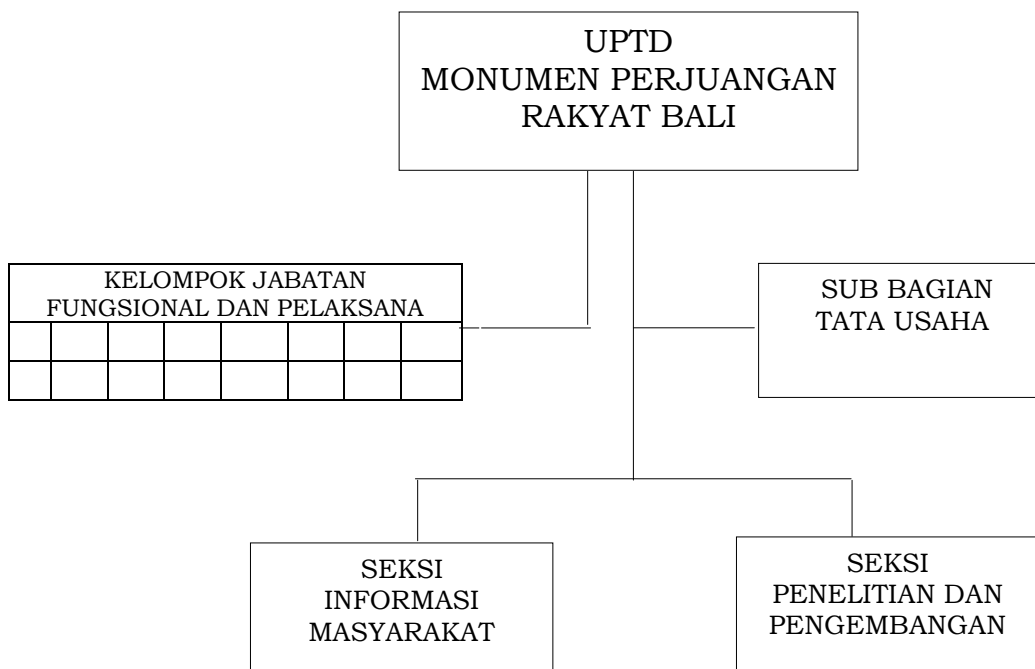 UPTD
MONUMEN PERJUANGAN
RAKYAT BALI
KELOMPOK JABATAN
FUNGSIONAL DAN PELAKSANA
SUB BAGIAN
TATA USAHA
SEKSI
INFORMASI
MASYARAKAT
SEKSI
PENELITIAN DAN
PENGEMBANGAN